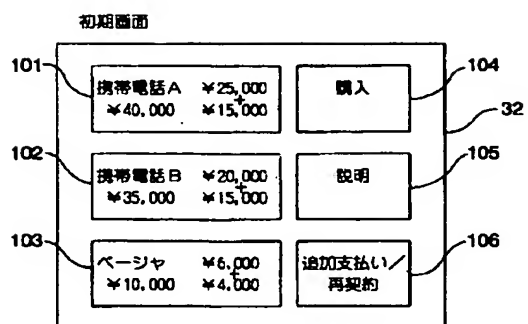 初期画面
101
携帯電話A ¥25,000
+
¥40,000 ¥15,000
104
購入
32
102
携帯電話B ¥20,000
+
¥35,000 ¥15,000
105
説明
103
ページャ ¥6,000
+
¥10,000 ¥4,000
106
追加支払い/
再契約